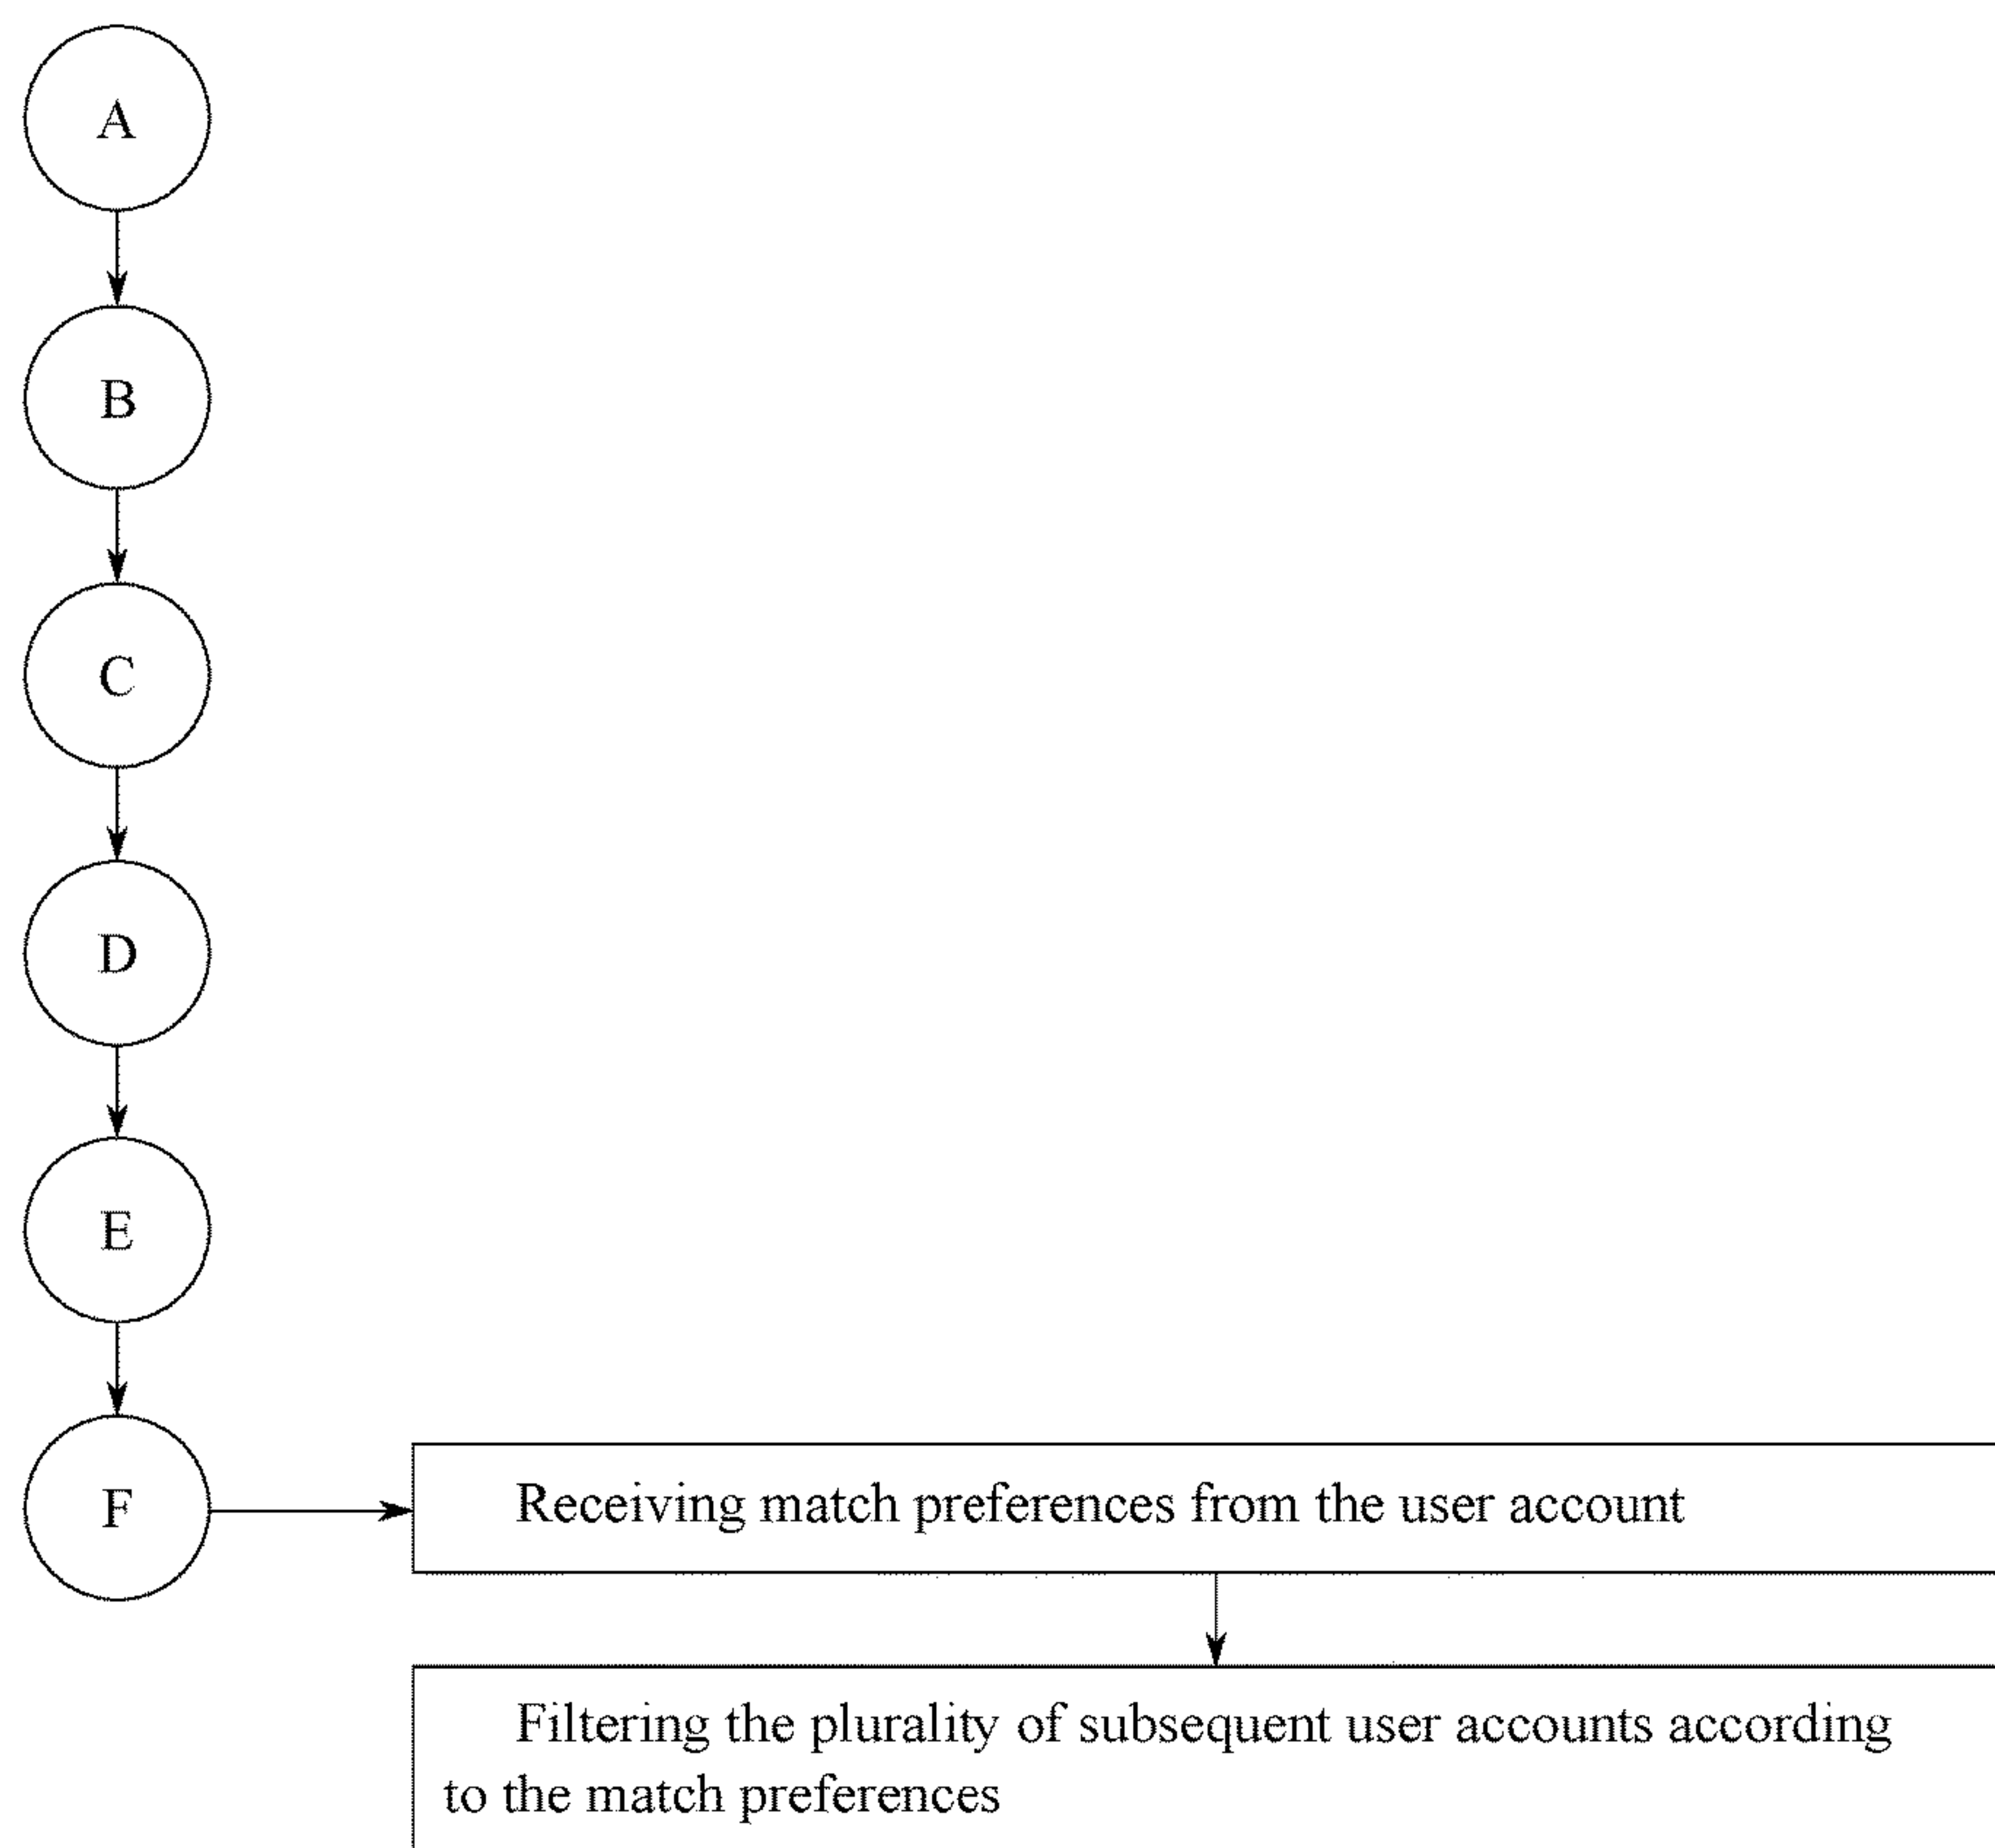 A
B
C
D
E
F
Receiving match preferences from the user account
Filtering the plurality of subsequent user accounts according
to the match preferences